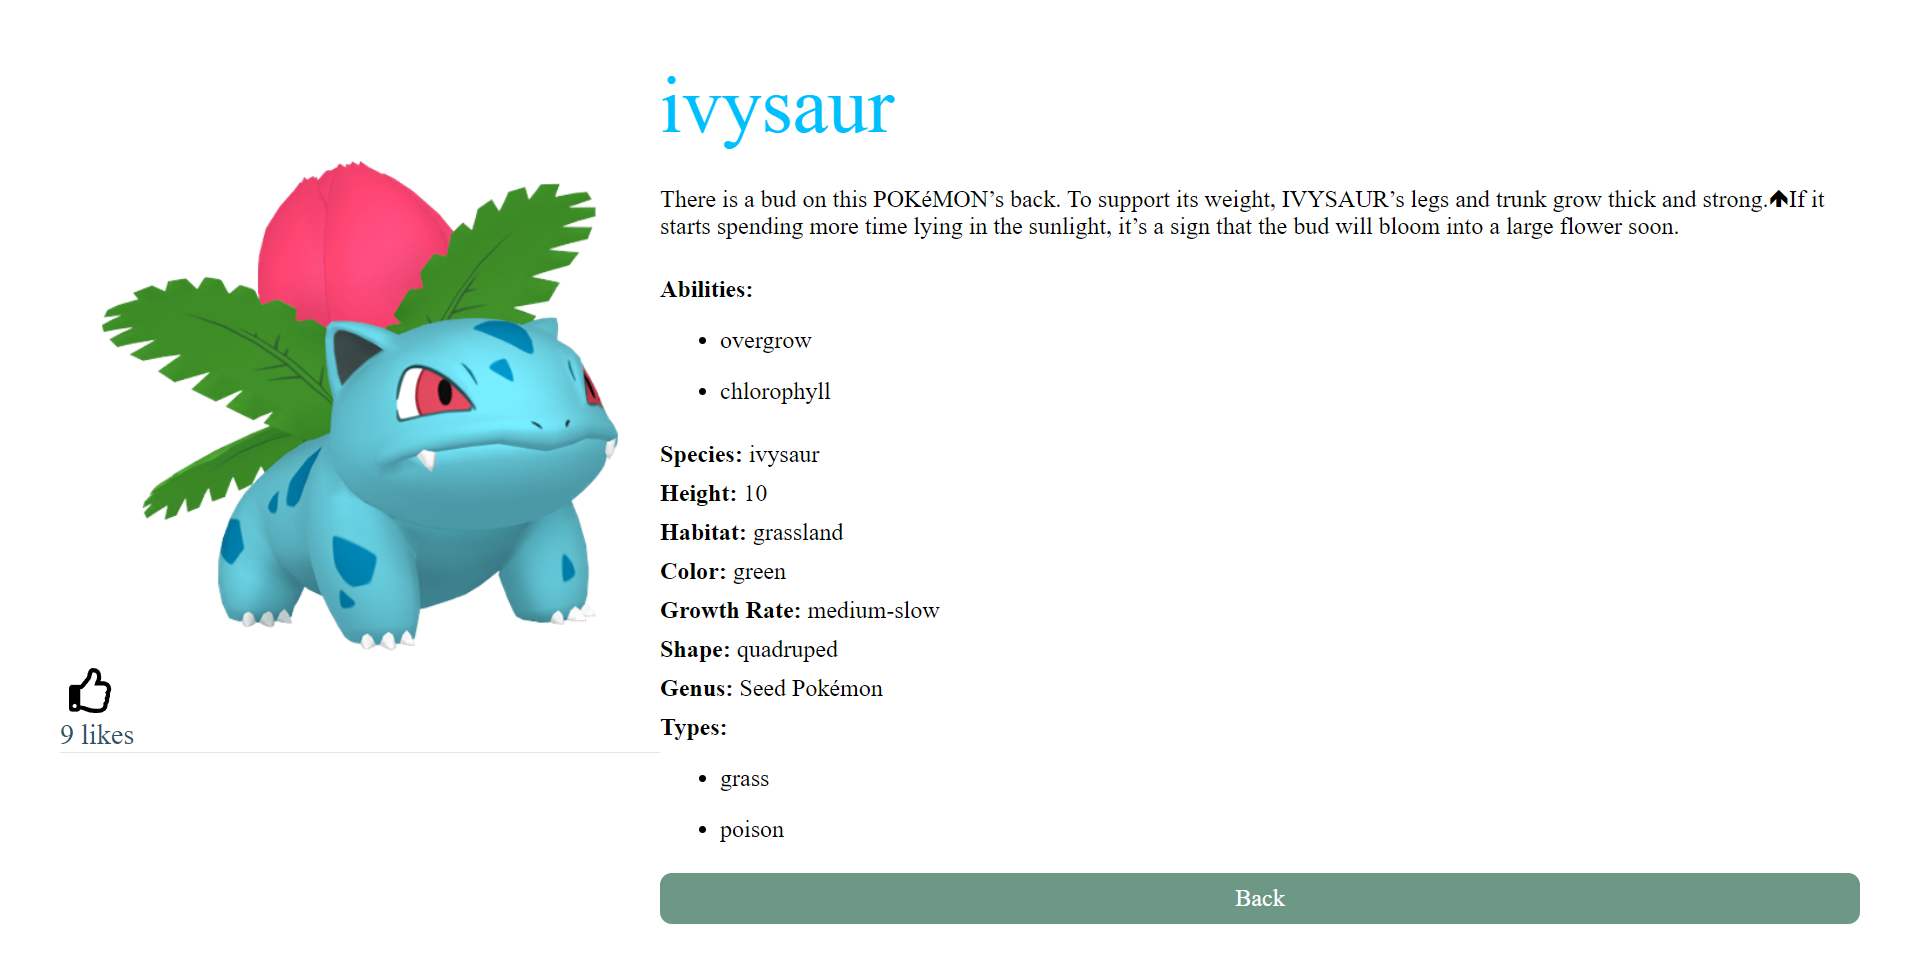 ivysaur
There is a bud on this POKéMON’s back. To support its weight, IVYSAUR’s legs and trunk grow thick and strong.🡅If it
starts spending more time lying in the sunlight, it’s a sign that the bud will bloom into a large flower soon.
Abilities:
• overgrow
• chlorophyll
Species: ivysaur
Height: 10
Habitat: grassland
Color: green
Growth Rate: medium-slow
Shape: quadruped
Genus: Seed Pokémon
Types:
• grass
• poison
Back
9 likes